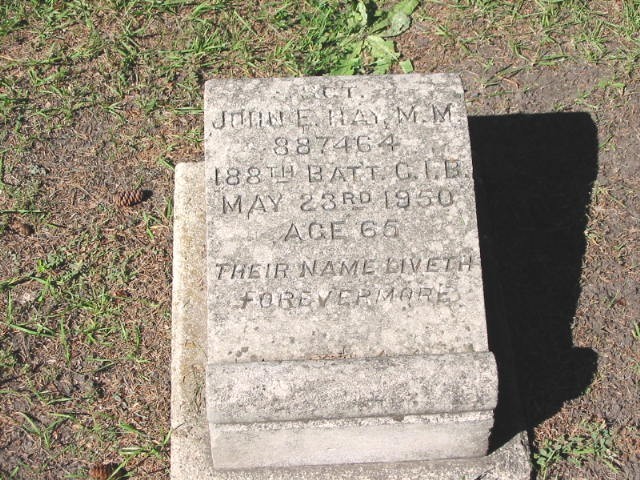 SGT.
JOHN E. HAY, M.M
887464
188TH BATT. C.I.B.
MAY 23RD 1950
AGE 65
THEIR NAME LIVETH
FOREVERMORE